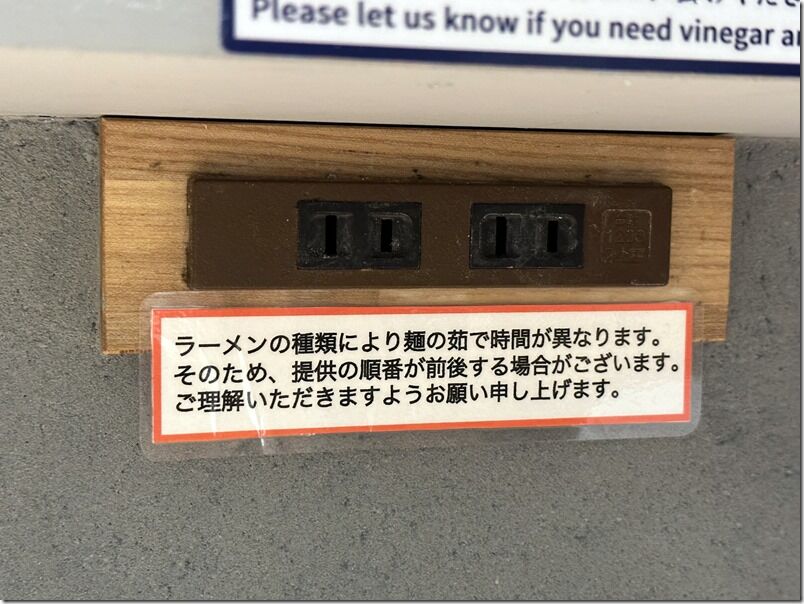 Please let us know if you need vinegar
ラーメンの種類により麺の茹で時間が異なります。
そのため、提供の順番が前後する場合がございます。
ご理解いただきますようお願い申し上げます。